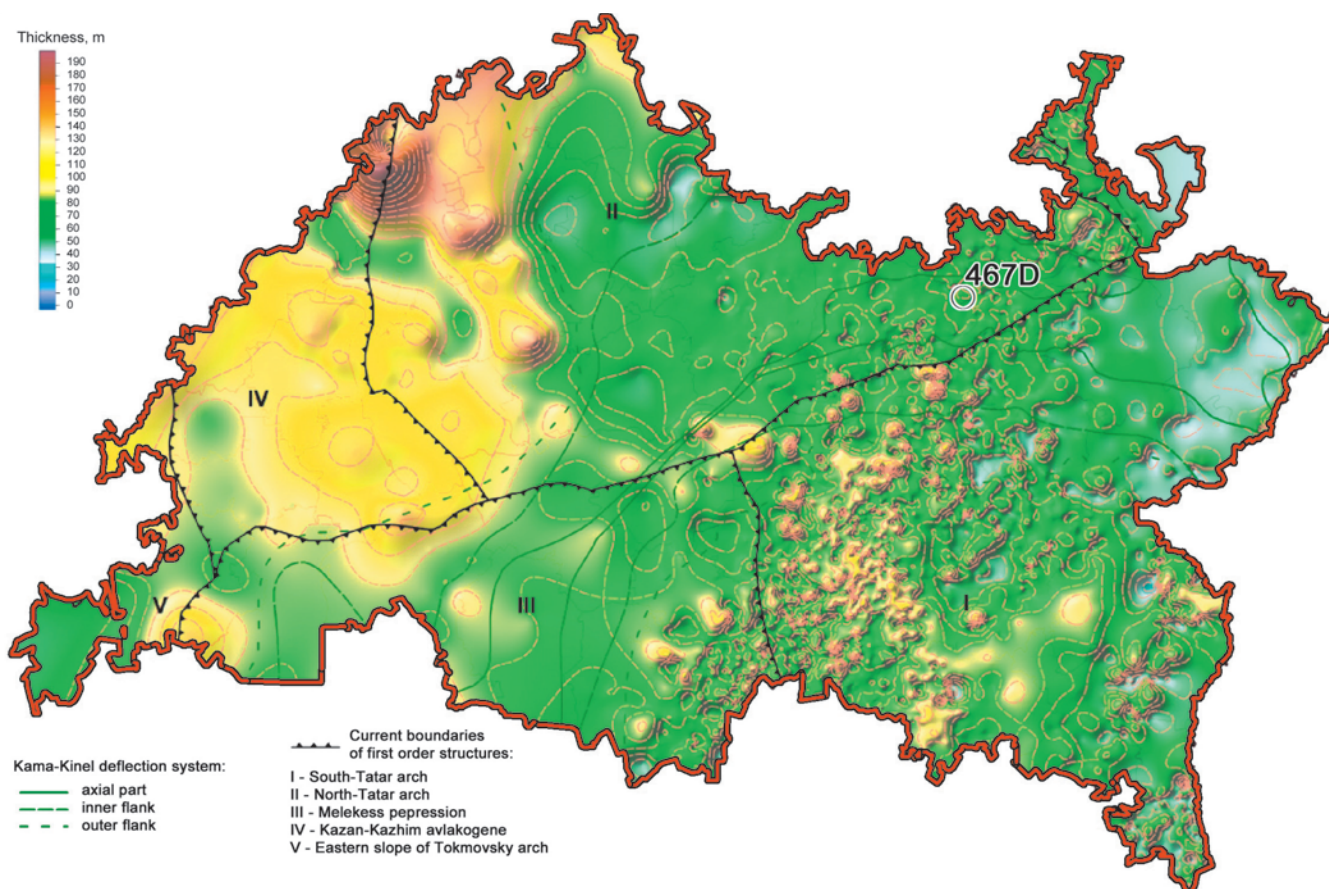 Thickness, m
190
180
170
160
150
140
130
120
110
100
90
80
70
60
50
40
30
20
10
0
II
467D
IV
III
I
V
Kama-Kinel deflection system:
axial part
inner flank
outer flank
Current boundaries
of first order structures:
I - South-Tatar arch
II - North-Tatar arch
III - Melekess pepression
IV - Kazan-Kazhim avlakogene
V - Eastern slope of Tokmovsky arch